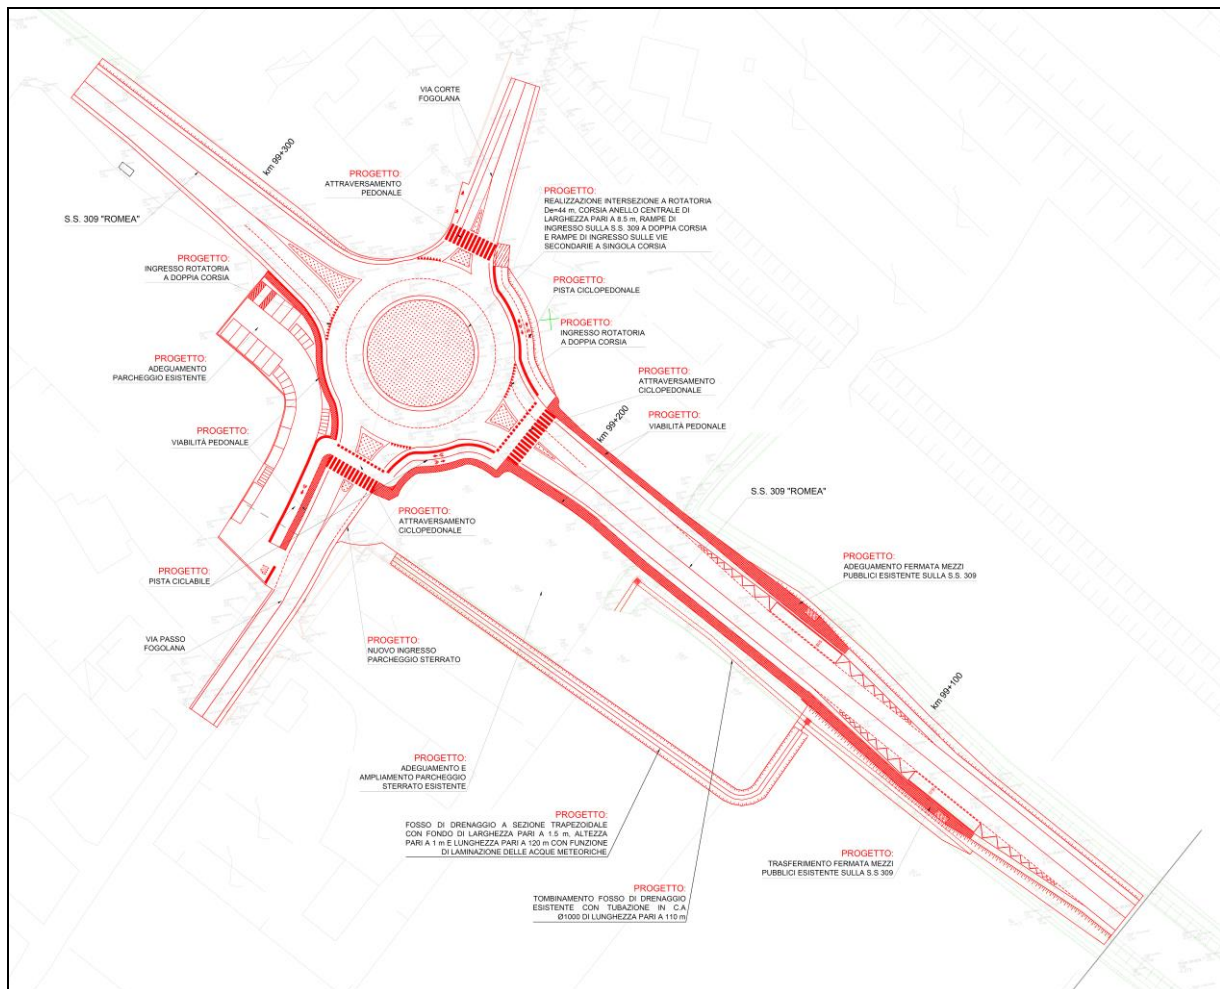 VIA CORTE
FOGOLANA
km 99+300
PROGETTO:
ATTRAVERSAMENTO
PEDONALE
PROGETTO:
REALIZZAZIONE INTERSEZIONE A ROTATORIA
De=44 m, CORSIA ANELLO CENTRALE DI
LARGHEZZA PARI A 8.5 m, RAMPE DI
INGRESSO SULLA S.S. 309 A DOPPIA CORSIA
E RAMPE DI INGRESSO SULLE VIE
SECONDARIE A SINGOLA CORSIA
S.S. 309 "ROMEA"
PROGETTO:
INGRESSO ROTATORIA
A DOPPIA CORSIA
PROGETTO:
PISTA CICLOPEDONALE
PROGETTO:
INGRESSO ROTATORIA
A DOPPIA CORSIA
PROGETTO:
ADEGUAMENTO
PARCHEGGIO ESISTENTE
PROGETTO:
ATTRAVERSAMENTO
CICLOPEDONALE
km 99+200
PROGETTO:
VIABILITÀ PEDONALE
PROGETTO:
VIABILITÀ PEDONALE
S.S. 309 "ROMEA"
PROGETTO:
ATTRAVERSAMENTO
CICLOPEDONALE
PROGETTO:
ADEGUAMENTO FERMATA MEZZI
PUBBLICI ESISTENTE SULLA S.S. 309
PROGETTO:
PISTA CICLABILE
VIA PASSO
FOGOLANA
PROGETTO:
NUOVO INGRESSO
PARCHEGGIO STERRATO
km 99+100
PROGETTO:
ADEGUAMENTO E
AMPLIAMENTO PARCHEGGIO
STERRATO ESISTENTE
PROGETTO:
FOSSO DI DRENAGGIO A SEZIONE TRAPEZOIDALE
CON FONDO DI LARGHEZZA PARI A 1.5 m, ALTEZZA
PARI A 1 m E LUNGHEZZA PARI A 120 m CON FUNZIONE
DI LAMINAZIONE DELLE ACQUE METEORICHE
PROGETTO:
TRASFERIMENTO FERMATA MEZZI
PUBBLICI ESISTENTE SULLA S.S 309
PROGETTO:
TOMBINAMENTO FOSSO DI DRENAGGIO
ESISTENTE CON TUBAZIONE IN C.A
Ø1000 DI LUNGHEZZA PARI A 110 m